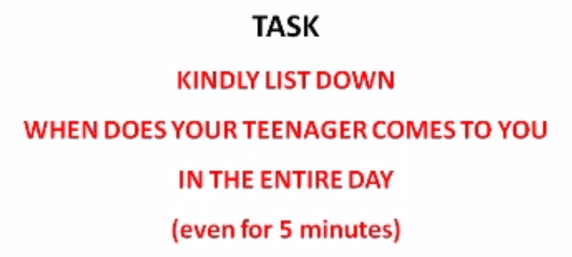 TASK
KINDLY LIST DOWN
WHEN DOES YOUR TEENAGER COMES TO YOU
IN THE ENTIRE DAY
(even for 5 minutes)